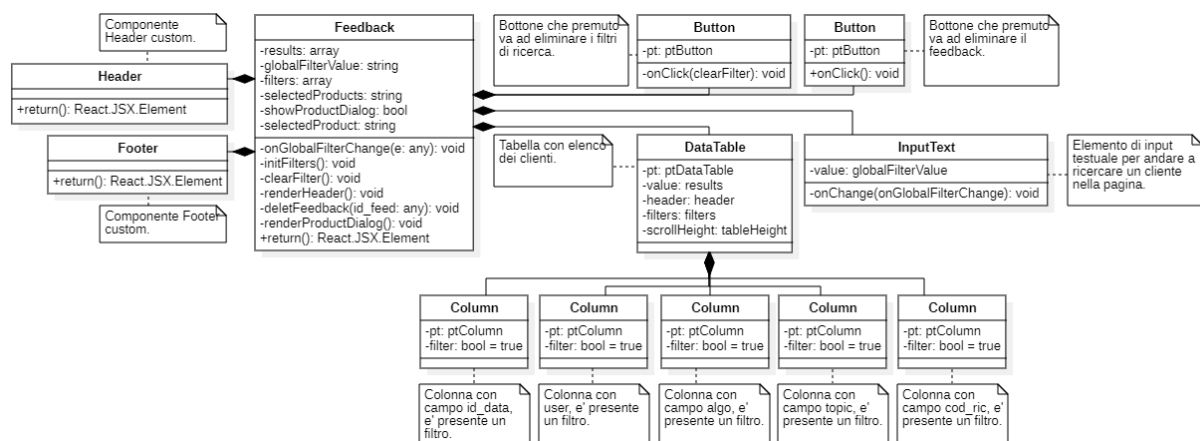 Componente
Header custom.
Header
+return(): React.JSX.Element
Footer
+return(): React.JSX.Element
Componente Footer
custom.
Feedback
-results: array
-globalFilterValue: string
-filters: array
-selectedProducts: string
-showProductDialog: bool
-selectedProduct: string
-onGlobalFilterChange(e: any): void
-initFilters(): void
-clearFilter(): void
-renderHeader(): void
-deletFeedback(id_feed: any): void
-renderProductDialog(): void
+return(): React.JSX.Element
Bottone che premuto
va ad eliminare i filtri
di ricerca.
Button
-pt: ptButton
-onClick(clearFilter): void
Button
-pt: ptButton
+onClick(): void
Bottone che premuto
va ad eliminare il
feedback.
Tabella con elenco
dei clienti.
DataTable
-pt: ptDataTable
-value: results
-header: header
-filters: filters
-scrollHeight: tableHeight
InputText
-value: globalFilterValue
-onChange(onGlobalFilterChange): void
Elemento di input
testuale per andare a
ricercare un cliente
nella pagina.
Column
-pt: ptColumn
-filter: bool = true
Column
-pt: ptColumn
-filter: bool = true
Column
-pt: ptColumn
-filter: bool = true
Column
-pt: ptColumn
-filter: bool = true
Column
-pt: ptColumn
-filter: bool = true
Colonna con
campo id_data,
e' presente un
filtro.
Colonna con
user, e' presente
un filtro.
Colonna con
campo algo, e'
presente un filtro.
Colonna con
campo topic, e'
presente un filtro.
Colonna con
campo cod_ric, e'
presente un filtro.